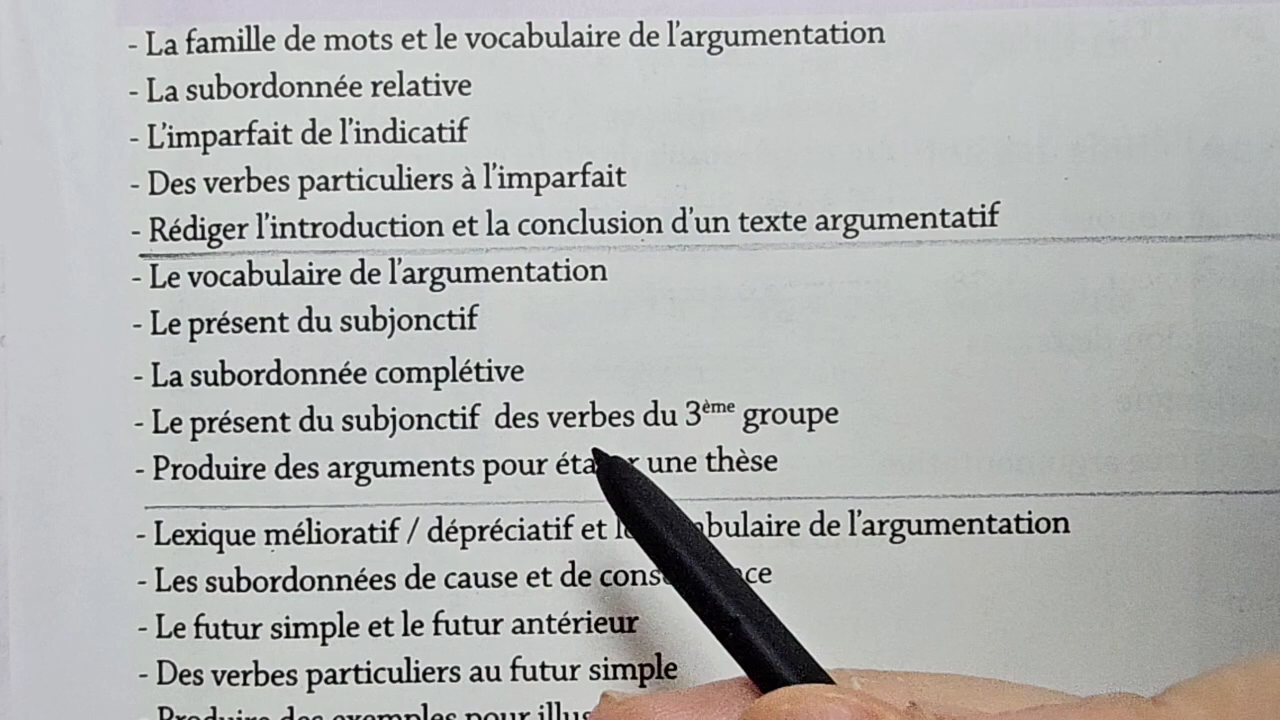 - La famille de mots et le vocabulaire de l'argumentation
- La subordonnée relative
- L'imparfait de l'indicatif
- Des verbes particuliers à l'imparfait
- Rédiger l'introduction et la conclusion d'un texte argumentatif
- Le vocabulaire de l'argumentation
- Le présent du subjonctif
- La subordonnée complétive
- Le présent du subjonctif des verbes du 3ème groupe
- Produire des arguments pour une thèse
- Lexique mélioratif / dépréciatif et de l'argumentation
- Les subordonnées de cause et de
- Le futur simple et le futur antérieur
- Des verbes particuliers au futur simple
des exemples pour